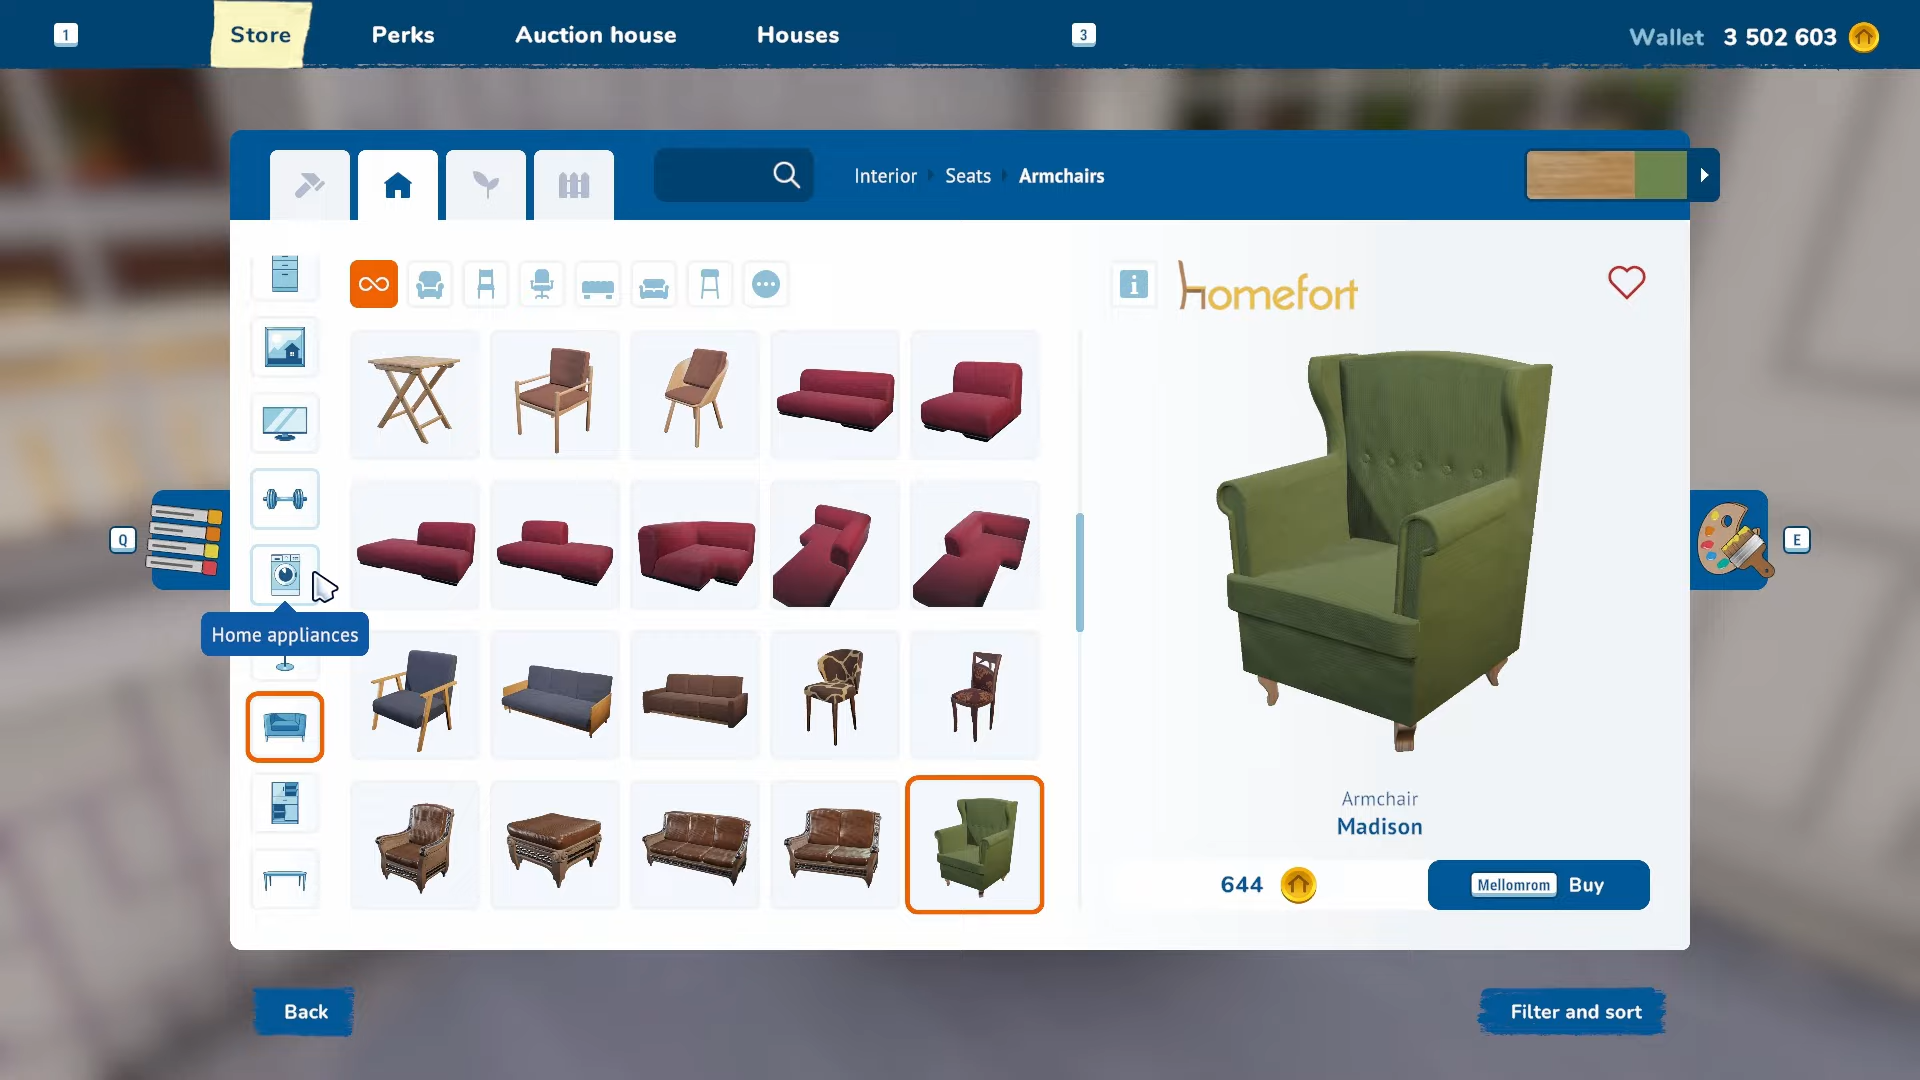 1
Store
Perks
Auction house
Houses
3
Wallet 3 502 603
Interior Seats Armchairs
i
homefort
Q
E
Home appliances
Armchair
Madison
644
Mellomrom Buy
Back
Filter and sort